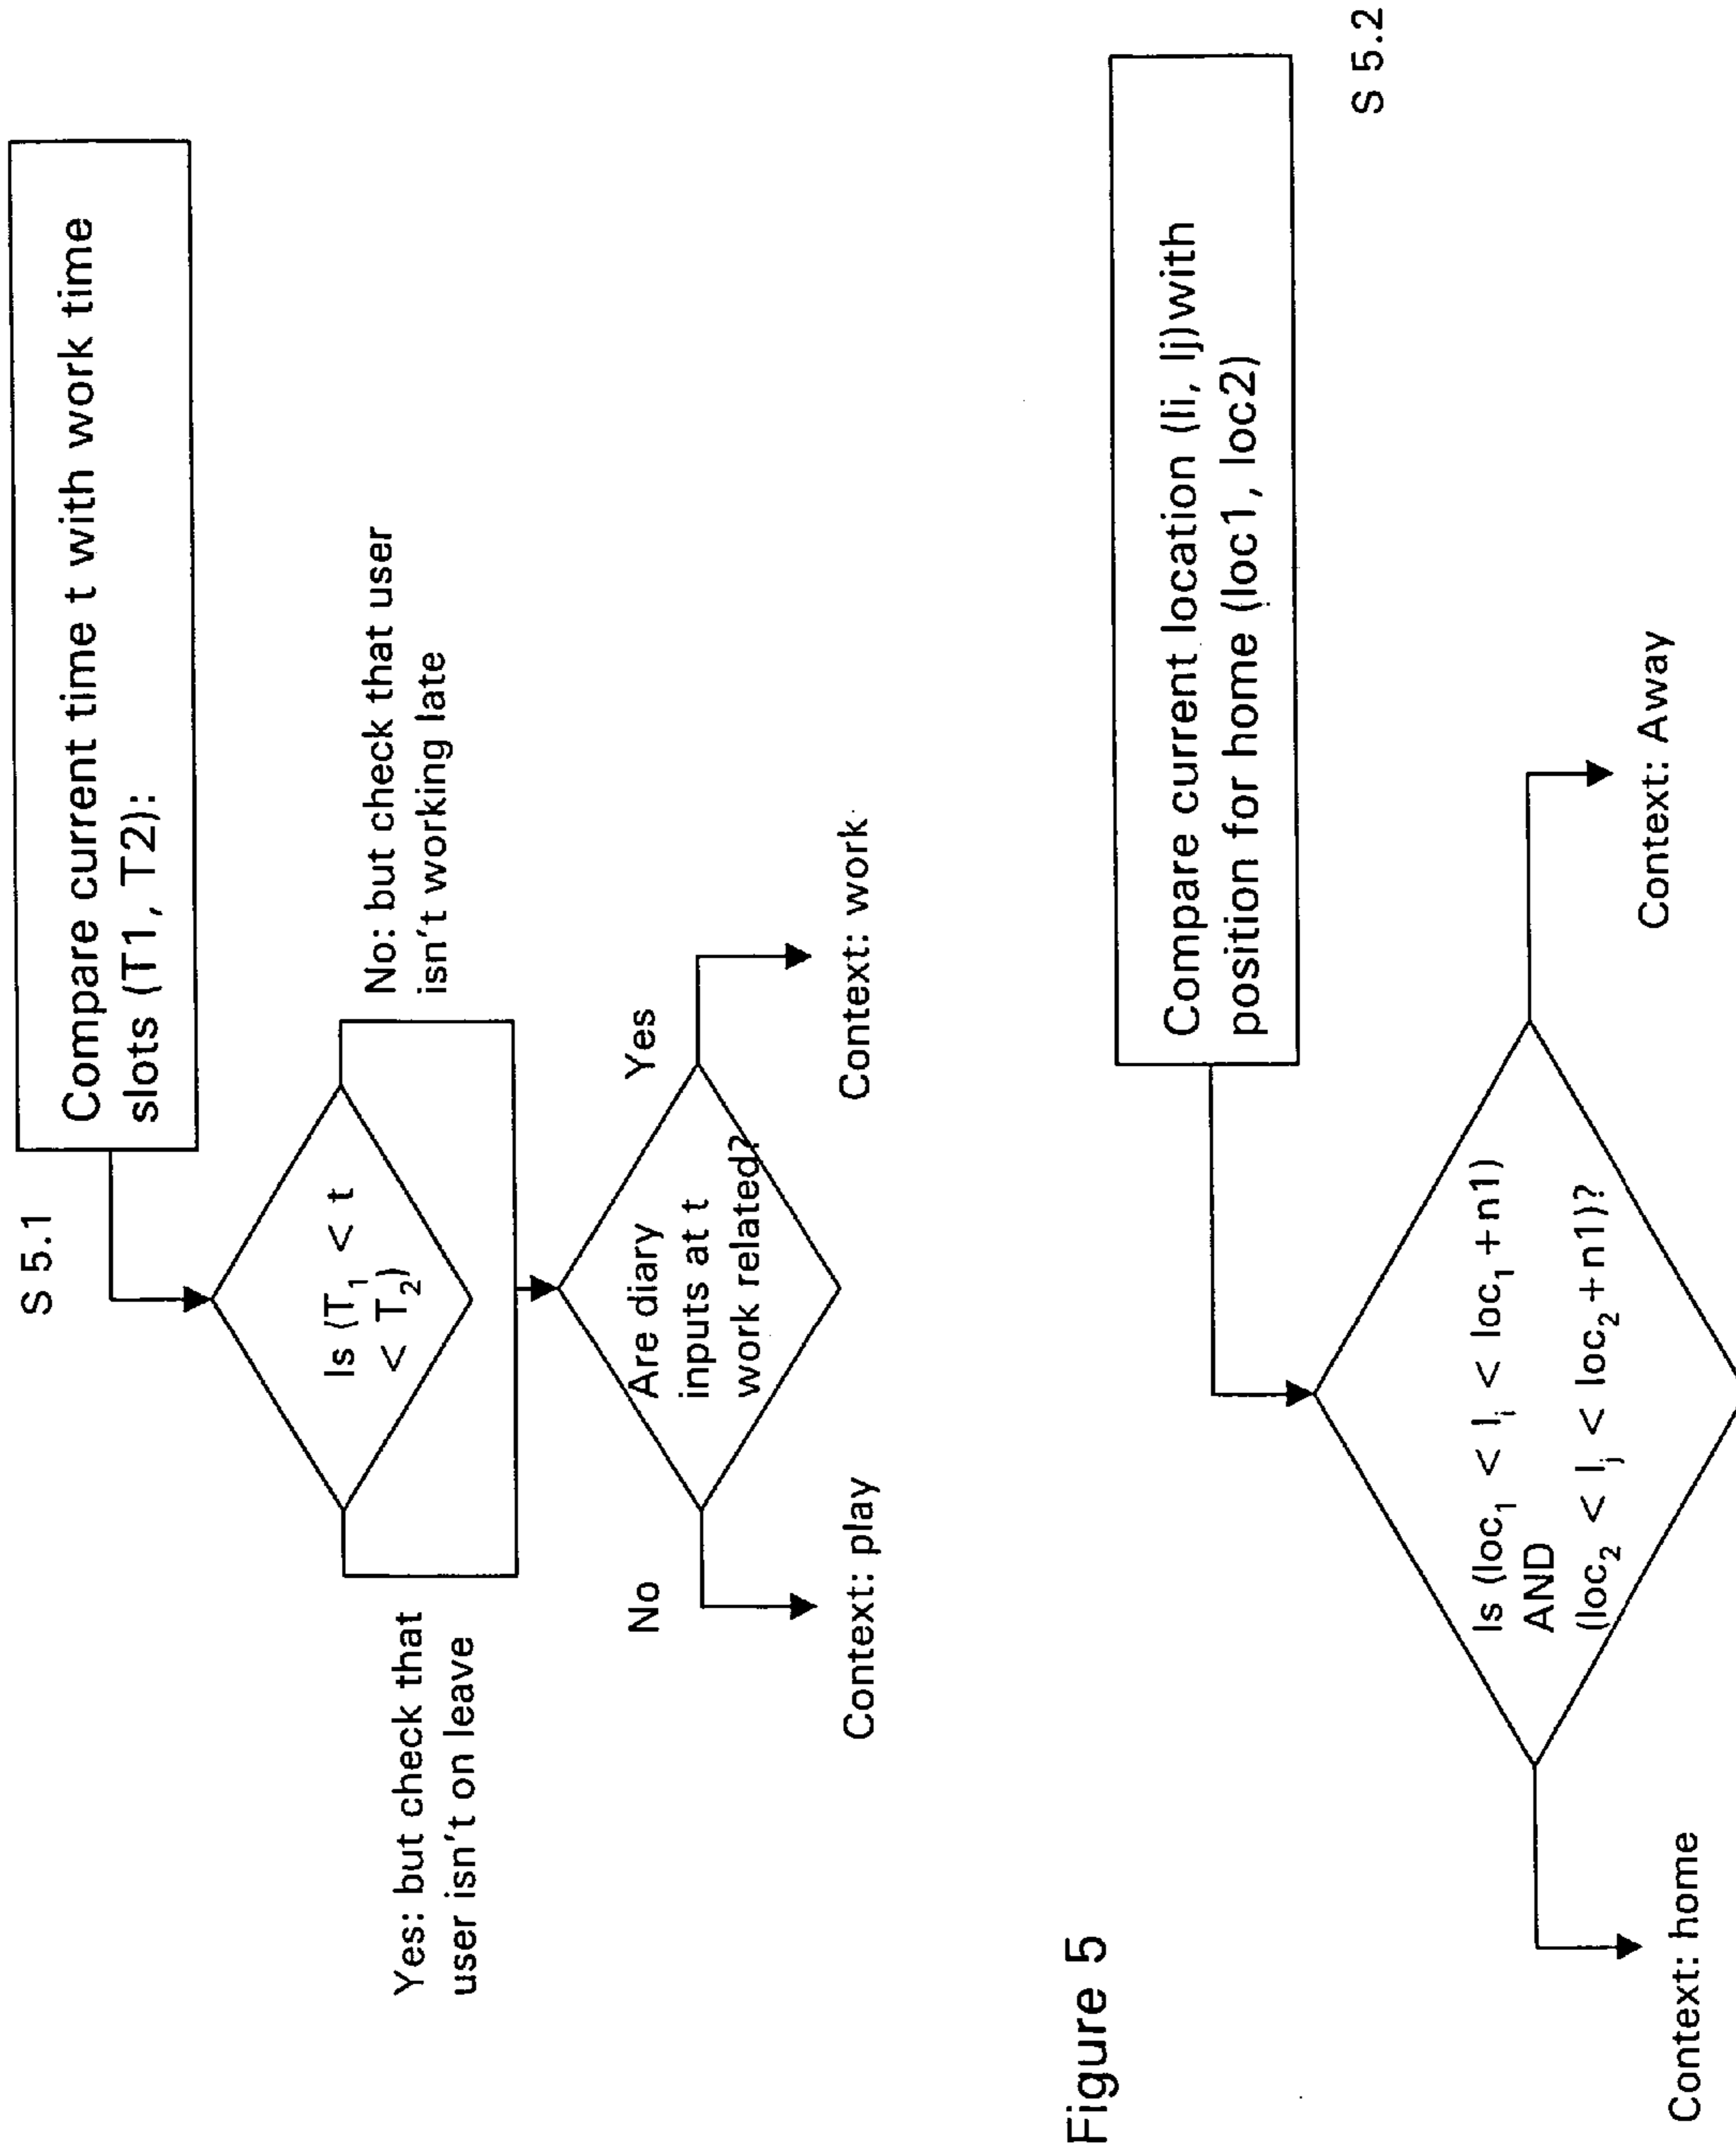 S 5.1
Compare current time t with work time
slots (T1, T2):
Is (T₁ < t
< T₂)
Yes: but check that
user isn't on leave
No: but check that user
isn't working late
Are diary
inputs at t
work related?
No
Yes
Context: play
Context: work
Figure 5
Compare current location (li, lj)with
position for home (loc1, loc2)
S 5.2
Is (loc₁ < lᵢ < loc₁+n1)
AND
(loc₂ < lⱼ < loc₂+n1)?
Context: home
Context: Away